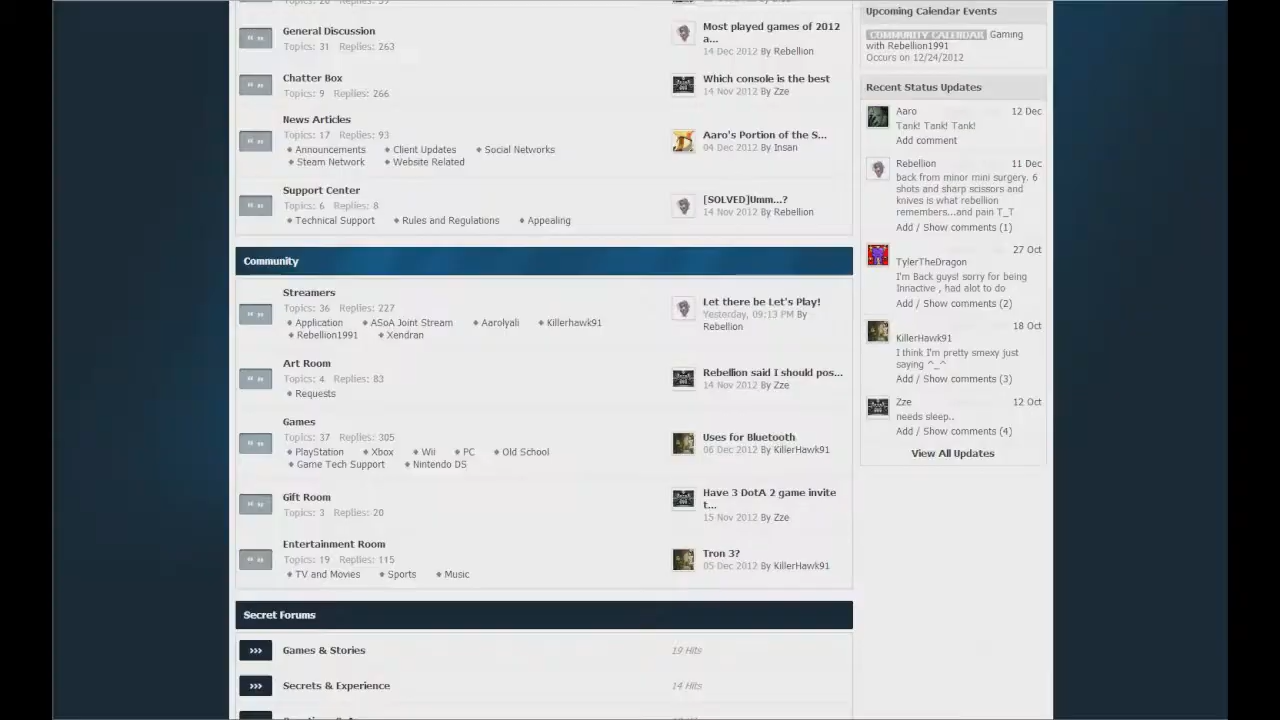 General Discussion
Topics: 31 Replies: 263
Most played games of 2012
a...
14 Dec 2012 By Rebellion
Chatter Box
Topics: 9 Replies: 266
Which console is the best
14 Nov 2012 By Zze
News Articles
Topics: 17 Replies: 93
Announcements Client Updates Social Networks
Steam Network Website Related
Aaro's Portion of the S...
04 Dec 2012 By Insan
Support Center
Topics: 6 Replies: 8
Technical Support Rules and Regulations Appealing
[SOLVED]Umm...?
14 Nov 2012 By Rebellion
Community
Streamers
Topics: 36 Replies: 227
Application ASoA Joint Stream Aarolyali Killerhawk91
Rebellion1991 Xendran
Let there be Let's Play!
Yesterday, 09:13 PM By
Rebellion
Art Room
Topics: 4 Replies: 83
Requests
Rebellion said I should pos...
14 Nov 2012 By Zze
Games
Topics: 37 Replies: 305
PlayStation Xbox Wii PC Old School
Game Tech Support Nintendo DS
Uses for Bluetooth
06 Dec 2012 By KillerHawk91
Gift Room
Topics: 3 Replies: 20
Have 3 DotA 2 game invite
t...
15 Nov 2012 By Zze
Entertainment Room
Topics: 19 Replies: 115
TV and Movies Sports Music
Tron 3?
05 Dec 2012 By KillerHawk91
Secret Forums
Games & Stories
19 Hits
Secrets & Experience
14 Hits
Upcoming Calendar Events
COMMUNITY CALENDAR Gaming
with Rebellion1991
Occurs on 12/24/2012
Recent Status Updates
Aaro 12 Dec
Tank! Tank! Tank!
Add comment
Rebellion 11 Dec
back from minor mini surgery. 6
shots and sharp scissors and
knives is what rebellion
remembers...and pain T_T
Add / Show comments (1)
27 Oct
TylerTheDragon
I'm Back guys! sorry for being
Innactive , had alot to do
Add / Show comments (2)
18 Oct
KillerHawk91
I think I'm pretty smexy just
saying ^_^
Add / Show comments (3)
Zze 12 Oct
needs sleep..
Add / Show comments (4)
View All Updates